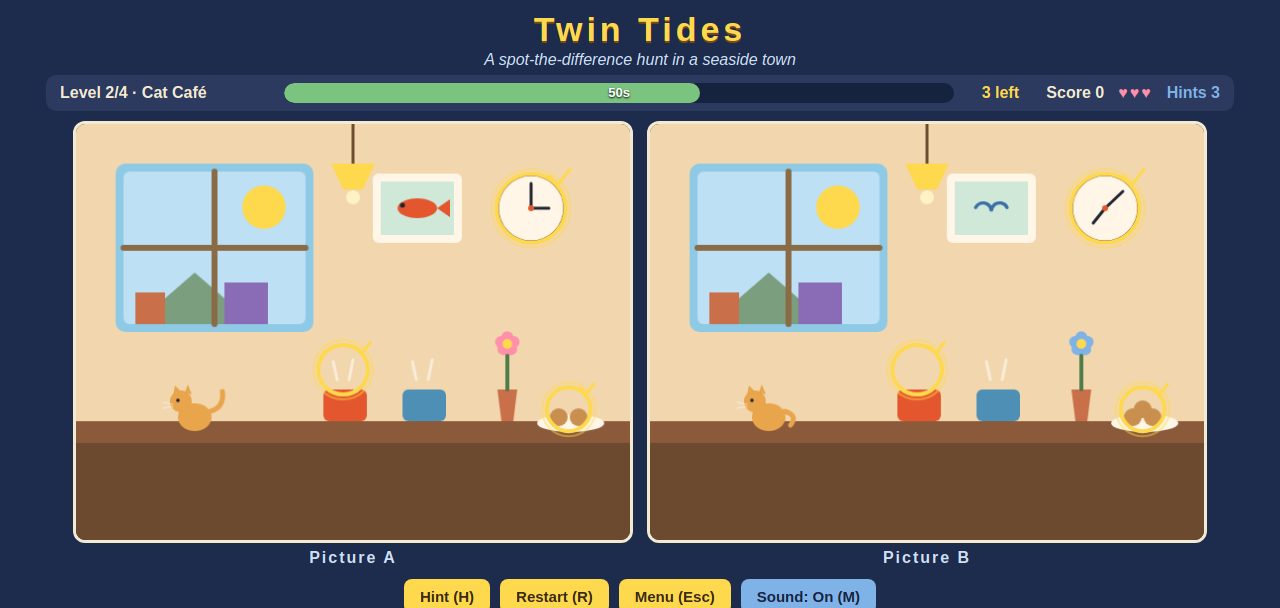 Twin Tides
A spot-the-difference hunt in a seaside town
Level 2/4 · Cat Café
50s
3 left
Score 0
♥♥♥
Hints 3
Picture A
Picture B
Hint (H)
Restart (R)
Menu (Esc)
Sound: On (M)